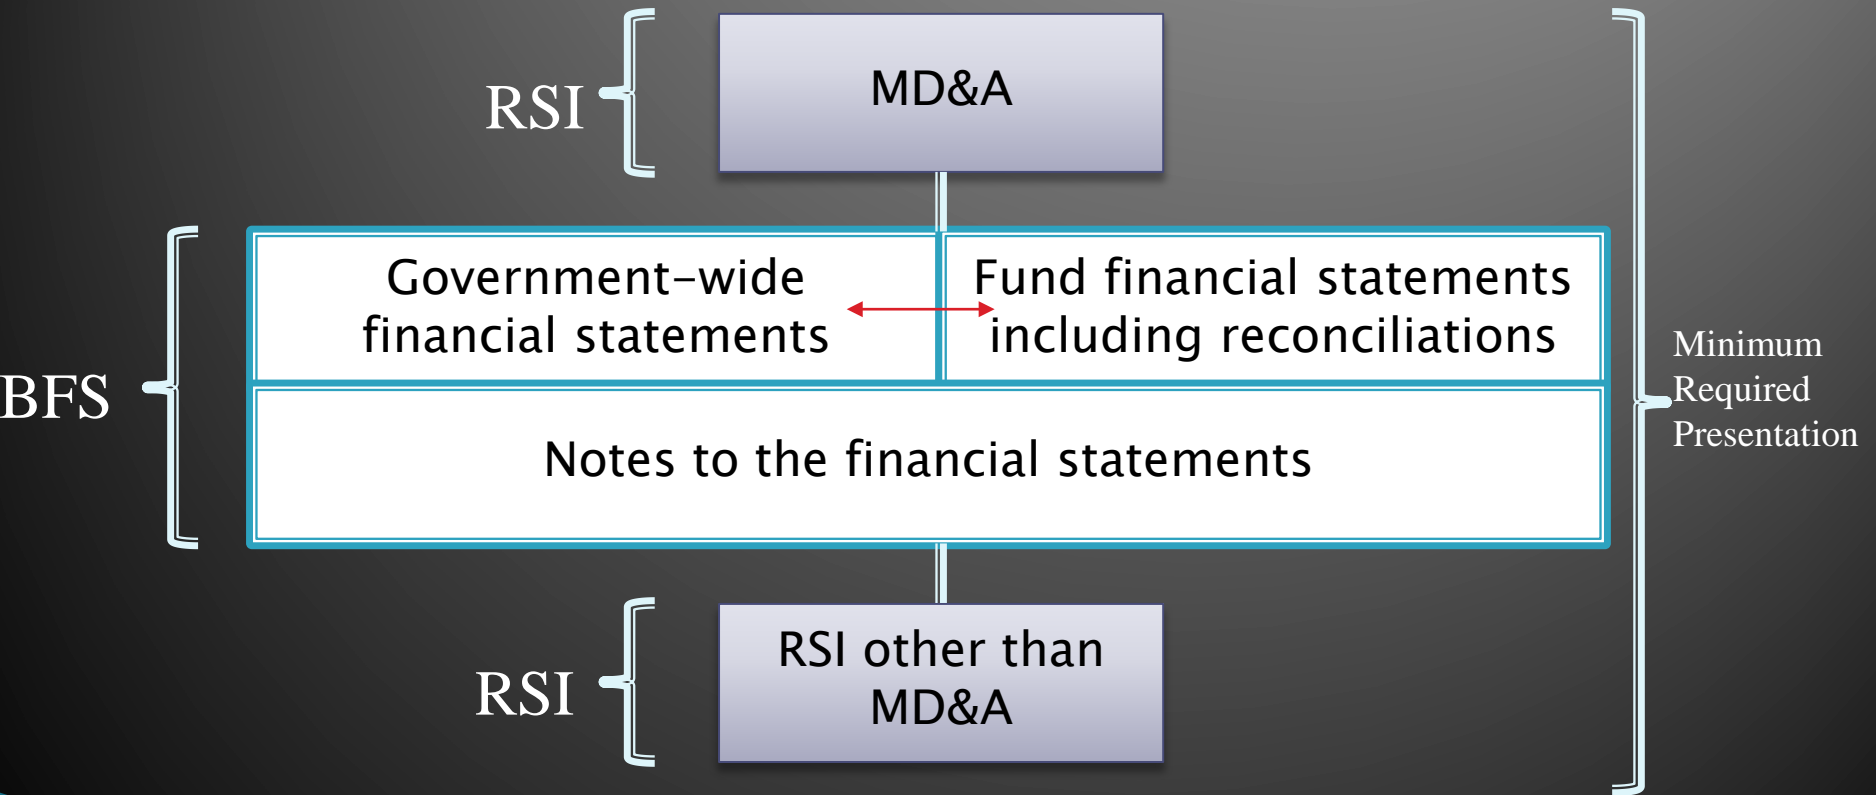 RSI
MD&A
BFS
Government-wide
financial statements
Fund financial statements
including reconciliations
Notes to the financial statements
Minimum
Required
Presentation
RSI
RSI other than
MD&A